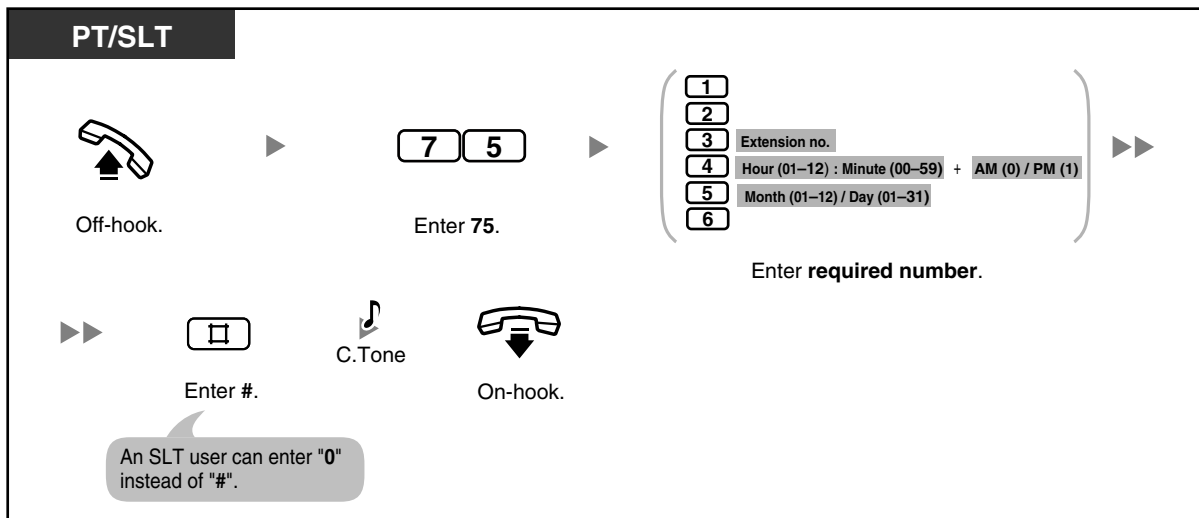 PT/SLT
Off-hook.
7 5
Enter 75.
1
2
3 Extension no.
4 Hour (01–12) : Minute (00–59) + AM (0) / PM (1)
5 Month (01–12) / Day (01–31)
6
Enter required number.
#
Enter #.
C.Tone
On-hook.
An SLT user can enter "0"
instead of "#".